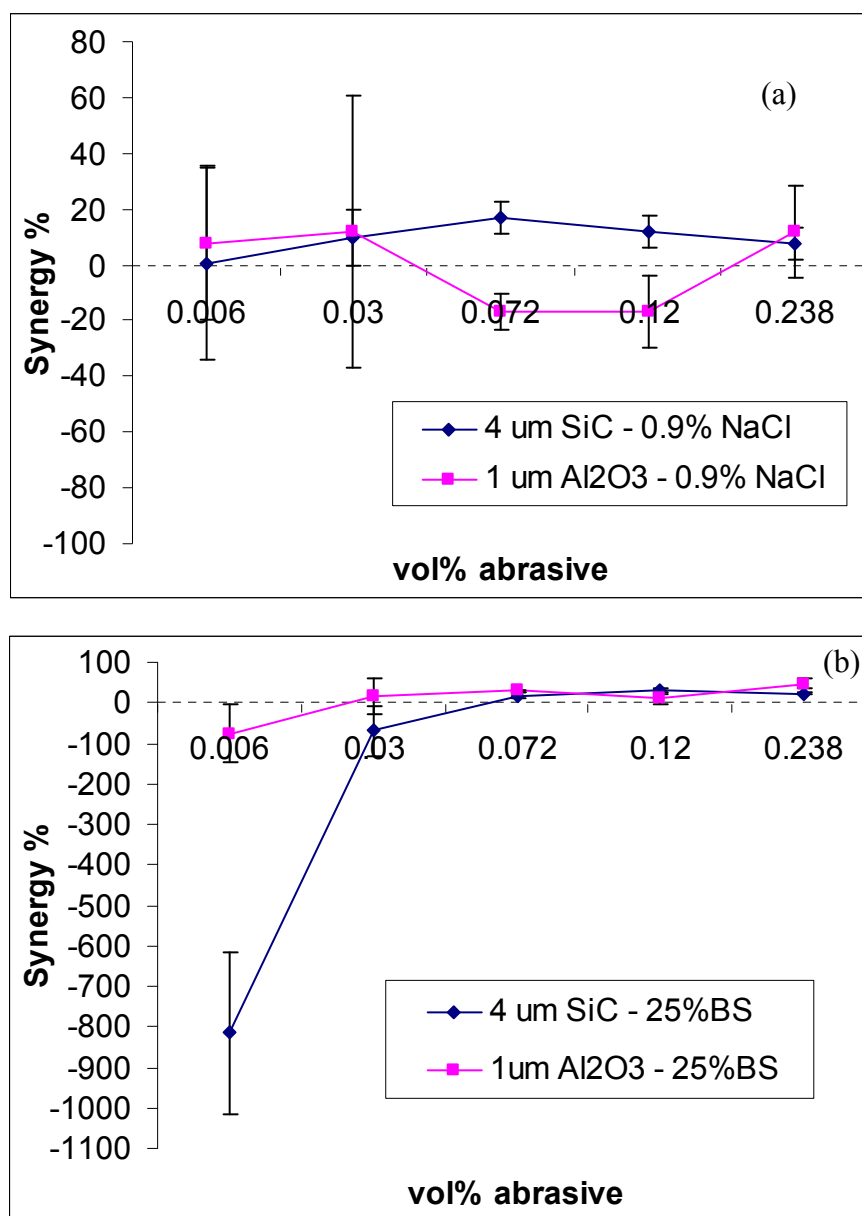 80
(a)
60
40
20
0
-20
-40
-60
-80
-100
Synergy %
0.006 0.03 0.072 0.12 0.238
4 um SiC - 0.9% NaCl
1 um Al2O3 - 0.9% NaCl
vol% abrasive
100
(b)
0
-100
-200
-300
-400
-500
-600
-700
-800
-900
-1000
-1100
Synergy %
0.006 0.03 0.072 0.12 0.238
4 um SiC - 25%BS
1um Al2O3 - 25%BS
vol% abrasive